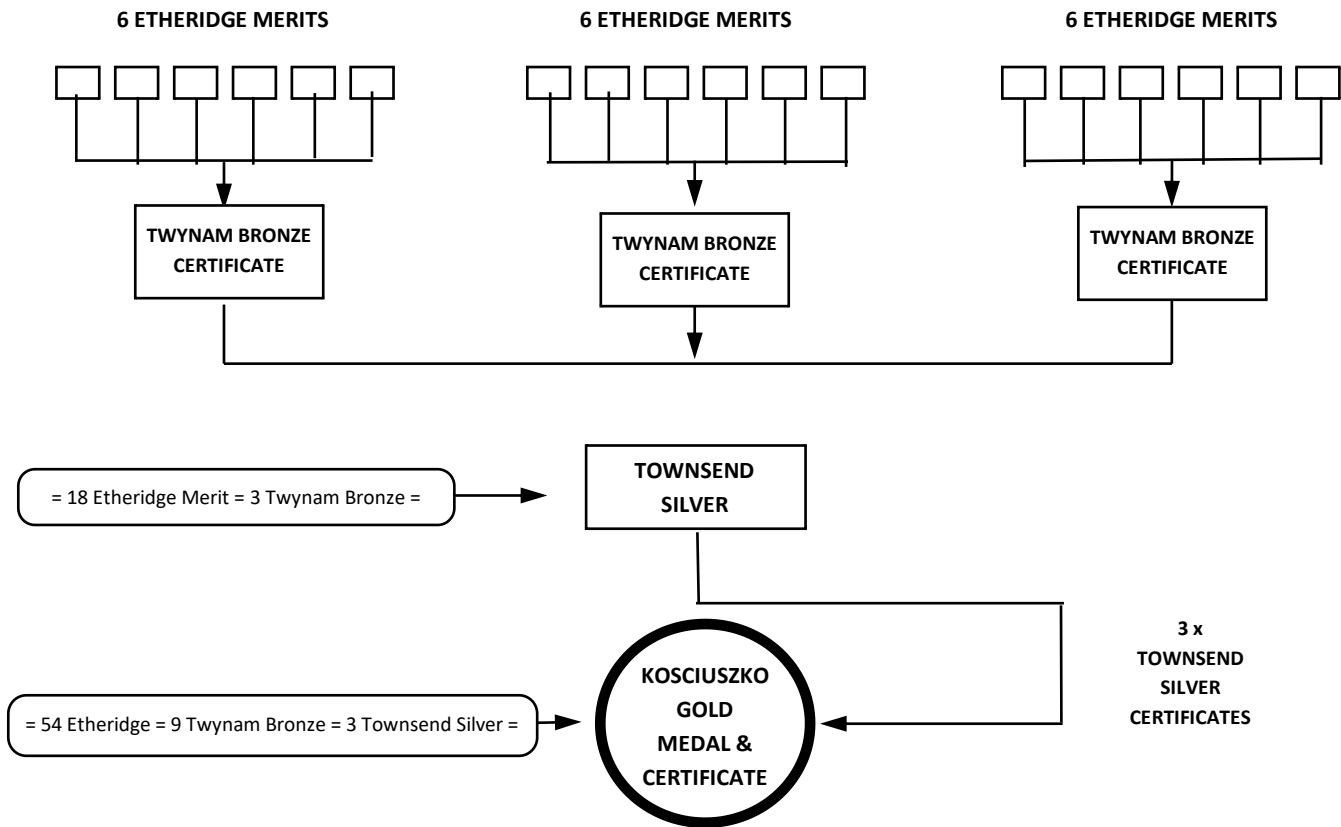 6 ETHERIDGE MERITS
6 ETHERIDGE MERITS
6 ETHERIDGE MERITS
TWYNAM BRONZE
CERTIFICATE
TWYNAM BRONZE
CERTIFICATE
TWYNAM BRONZE
CERTIFICATE
= 18 Etheridge Merit = 3 Twynam Bronze =
TOWNSEND
SILVER
= 54 Etheridge = 9 Twynam Bronze = 3 Townsend Silver =
KOSCIUSZKO
GOLD
MEDAL &
CERTIFICATE
3 x
TOWNSEND
SILVER
CERTIFICATES